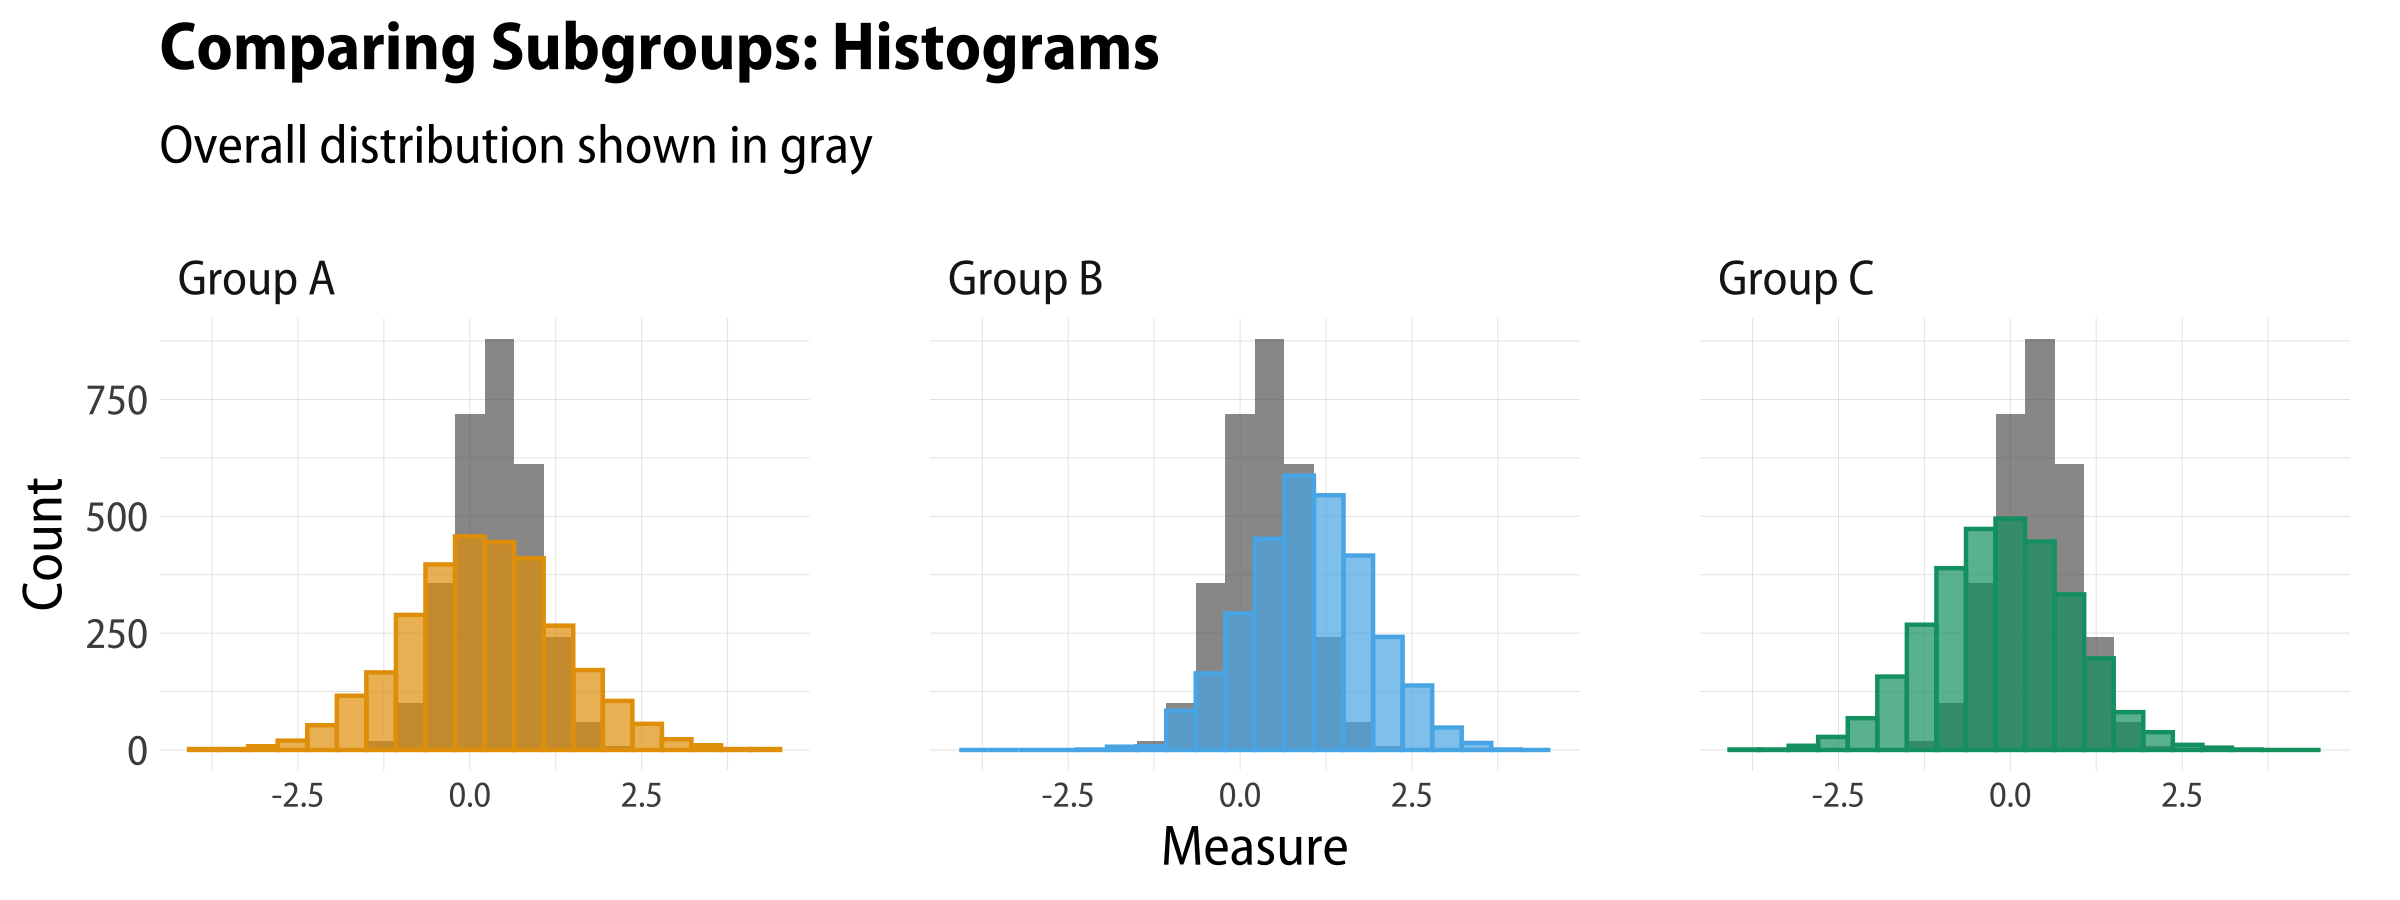 Comparing Subgroups: Histograms
Overall distribution shown in gray
Group A
Group B
Group C
Count
750
500
250
0
-2.5 0.0 2.5
-2.5 0.0 2.5
-2.5 0.0 2.5
Measure